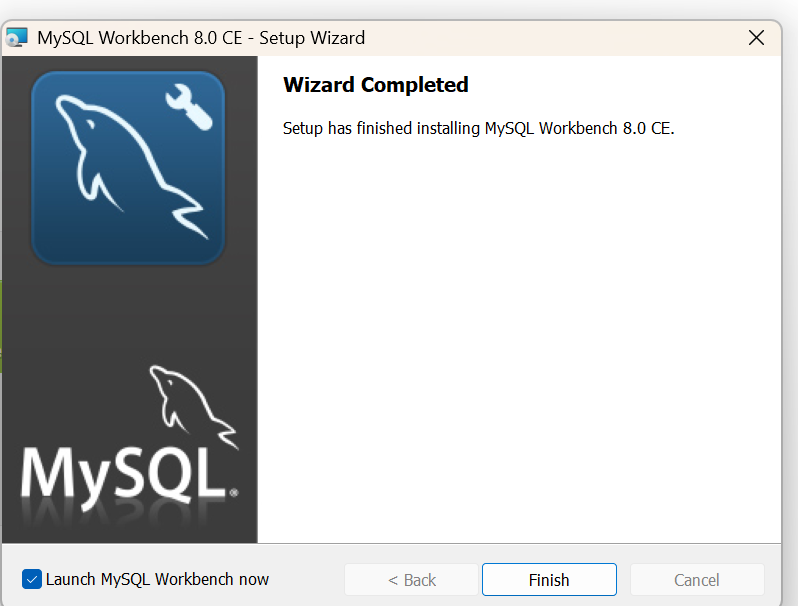 MySQL Workbench 8.0 CE - Setup Wizard
Wizard Completed
Setup has finished installing MySQL Workbench 8.0 CE.
MySQL®
Launch MySQL Workbench now
< Back
Finish
Cancel